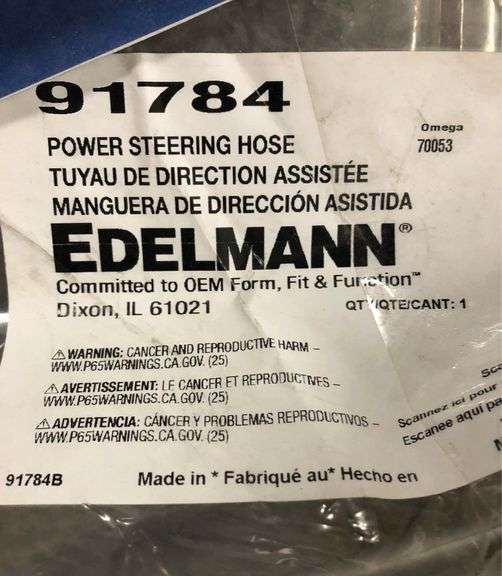 91784
Omega
70053
POWER STEERING HOSE
TUYAU DE DIRECTION ASSISTÉE
MANGUERA DE DIRECCIÓN ASISTIDA
EDELMANN®
Committed to OEM Form, Fit & Function™
Dixon, IL 61021
QTY/QTE/CANT: 1
⚠ WARNING: CANCER AND REPRODUCTIVE HARM –
WWW.P65WARNINGS.CA.GOV. (25)
⚠ AVERTISSEMENT: LE CANCER ET REPRODUCTIVES –
WWW.P65WARNINGS.CA.GOV. (25)
⚠ ADVERTENCIA: CÁNCER Y PROBLEMAS REPRODUCTIVOS –
WWW.P65WARNINGS.CA.GOV. (25)
Scannez ici pour
Escanee aquí pa
91784B
Made in * Fabriqué au* Hecho en